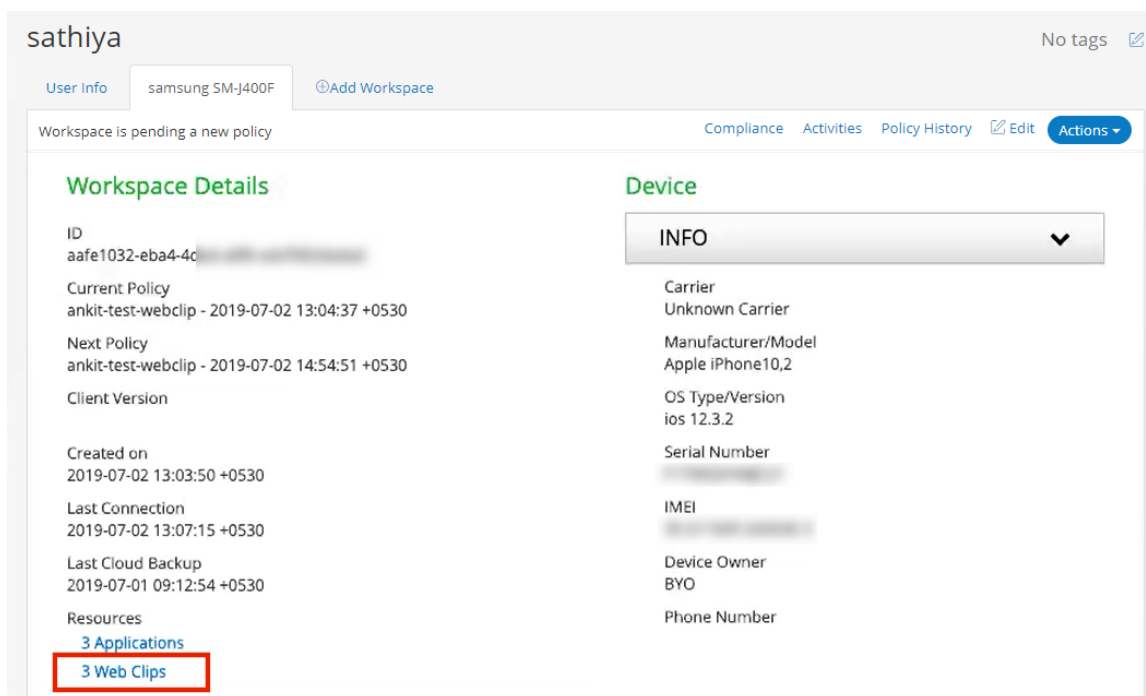 sathiya
No tags
User Info
samsung SM-J400F
Add Workspace
Workspace is pending a new policy
Compliance
Activities
Policy History
Edit
Actions
Workspace Details
ID
aafe1032-eba4-4
Current Policy
ankit-test-webclip - 2019-07-02 13:04:37 +0530
Next Policy
ankit-test-webclip - 2019-07-02 14:54:51 +0530
Client Version
Created on
2019-07-02 13:03:50 +0530
Last Connection
2019-07-02 13:07:15 +0530
Last Cloud Backup
2019-07-01 09:12:54 +0530
Resources
3 Applications
3 Web Clips
Device
INFO
Carrier
Unknown Carrier
Manufacturer/Model
Apple iPhone10,2
OS Type/Version
ios 12.3.2
Serial Number
IMEI
Device Owner
BYO
Phone Number